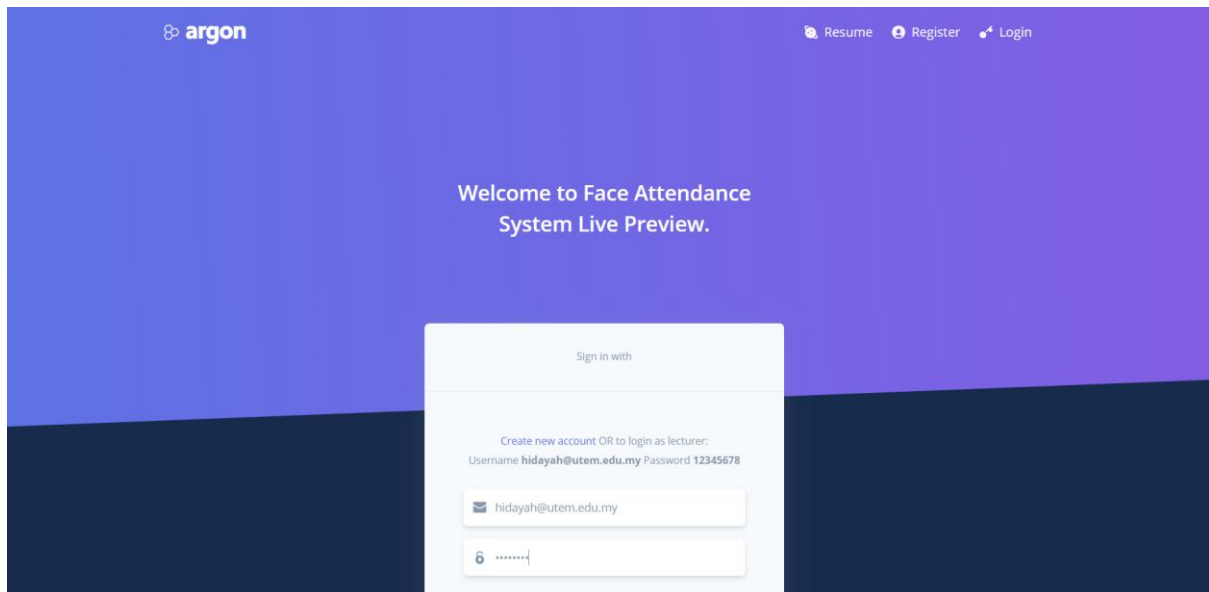 argon
Resume Register Login
Welcome to Face Attendance
System Live Preview.
Sign in with
Create new account OR to login as lecturer:
Username hidayah@utem.edu.my Password 12345678
hidayah@utem.edu.my
········